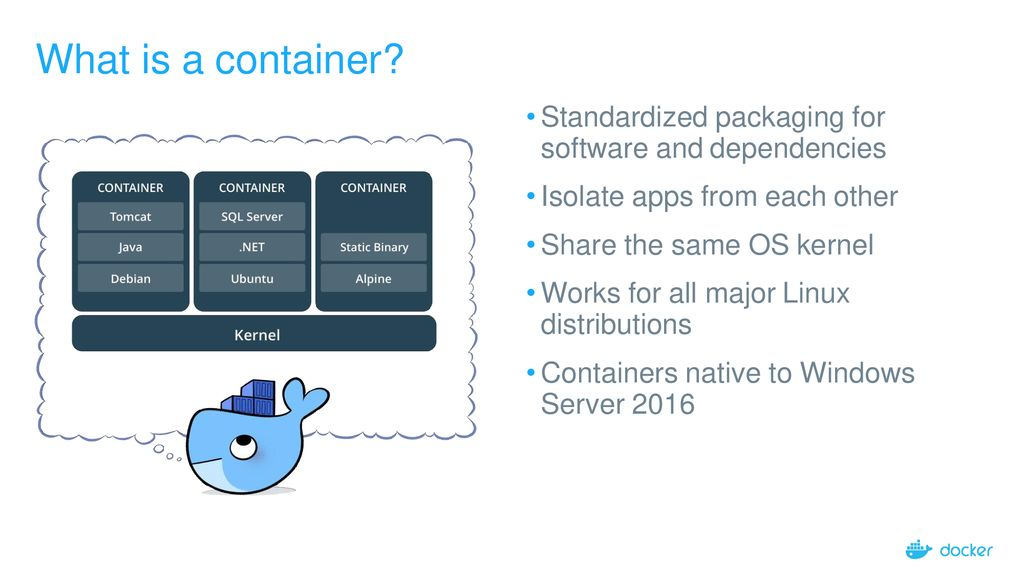 What is a container?
CONTAINER
Tomcat
Java
Debian
CONTAINER
SQL Server
.NET
Ubuntu
CONTAINER
Static Binary
Alpine
Kernel
• Standardized packaging for
software and dependencies
• Isolate apps from each other
• Share the same OS kernel
• Works for all major Linux
distributions
• Containers native to Windows
Server 2016
docker